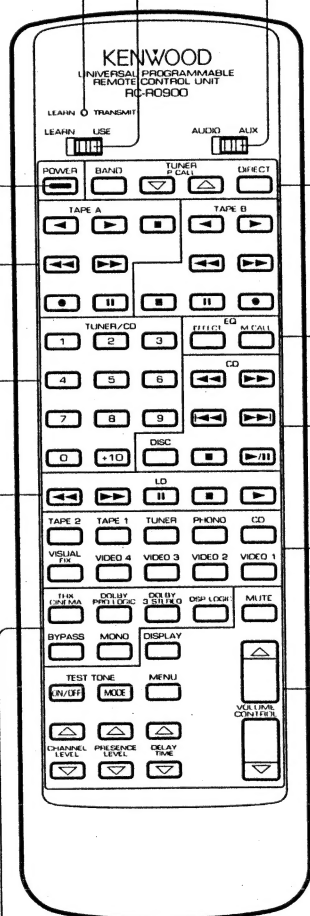 KENWOOD
UNIVERSAL PROGRAMMABLE
REMOTE CONTROL UNIT
RC-R0900
LEARN TRANSMIT
LEARN USE
AUDIO AUX
POWER BAND TUNER P.CALL DIRECT
TAPE A TAPE B
TUNER/CD EQ
1 2 3 EFFECT M.CALL
4 5 6 CD
7 8 9
0 +10 DISC
LD
TAPE 2 TAPE 1 TUNER PHONO CD
VISUAL FIX VIDEO 4 VIDEO 3 VIDEO 2 VIDEO 1
THX CINEMA DOLBY PRO LOGIC DOLBY 3 STEREO DSP LOGIC MUTE
BYPASS MONO DISPLAY
TEST TONE MENU
ON/OFF MODE
VOLUME CONTROL
CHANNEL LEVEL PRESENCE LEVEL DELAY TIME